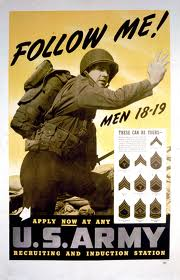 FOLLOW ME!
MEN 18-19
THESE CAN BE YOURS—
APPLY NOW AT ANY
U.S. ARMY
RECRUITING AND INDUCTION STATION